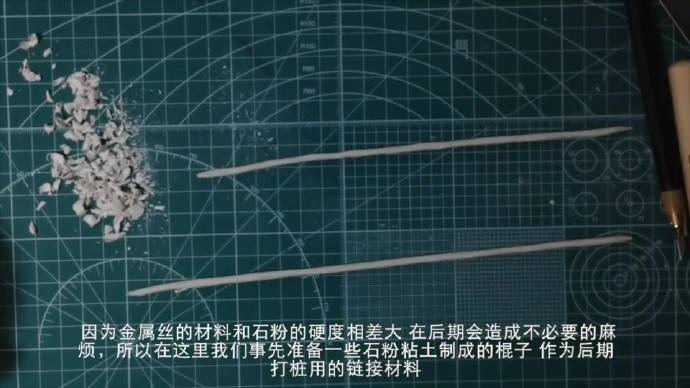 因为金属丝的材料和石粉的硬度相差大 在后期会造成不必要的麻
烦，所以在这里我们事先准备一些石粉粘土制成的棍子 作为后期
打桩用的链接材料